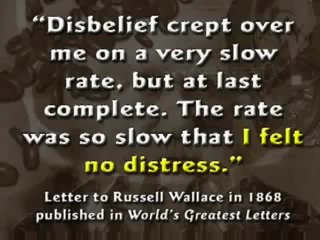 “Disbelief crept over
me on a very slow
rate, but at last
complete. The rate
was so slow that I felt
no distress.”
Letter to Russell Wallace in 1868
published in World's Greatest Letters